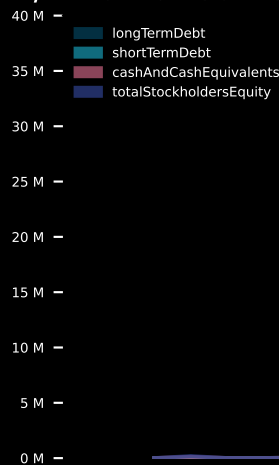 40 M
longTermDebt
shortTermDebt
35 M
cashAndCashEquivalents
totalStockholdersEquity
30 M
25 M
20 M
15 M
10 M
5 M
0 M